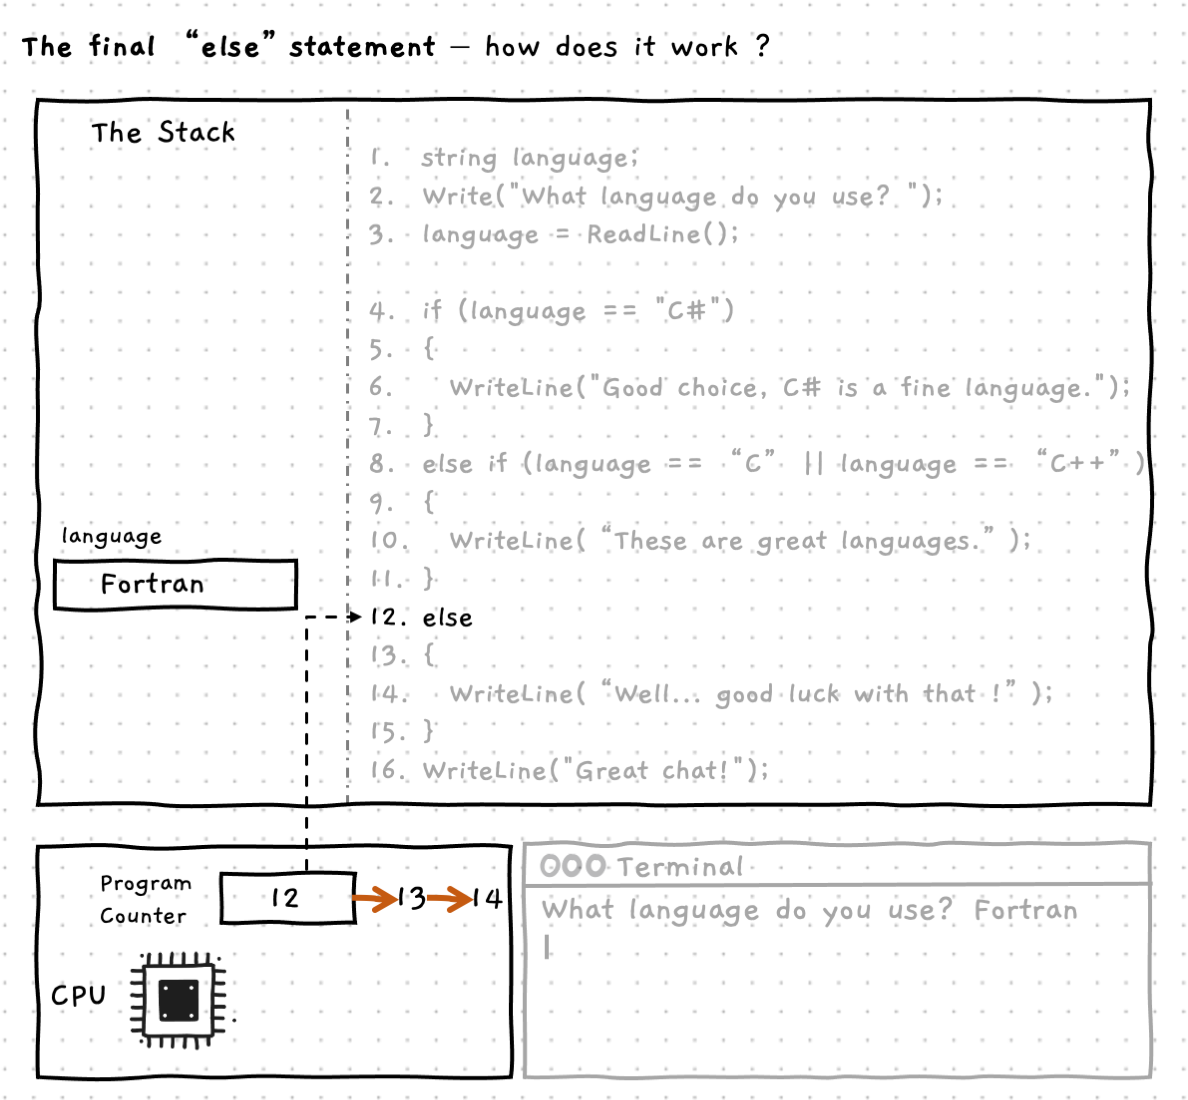 The final “else” statement – how does it work ?
The Stack
1. string language;
2. Write("What language do you use? ");
3. language = ReadLine();
4. if (language == "C#")
5. {
6. WriteLine("Good choice, C# is a fine language.");
7. }
8. else if (language == “C” || language == “C++” )
9. {
10. WriteLine( “These are great languages.” );
11. }
12. else
13. {
14. WriteLine( “Well... good luck with that !” );
15. }
16. WriteLine("Great chat!");
language
Fortran
Program
Counter
12 13 14
CPU
Terminal
What language do you use? Fortran